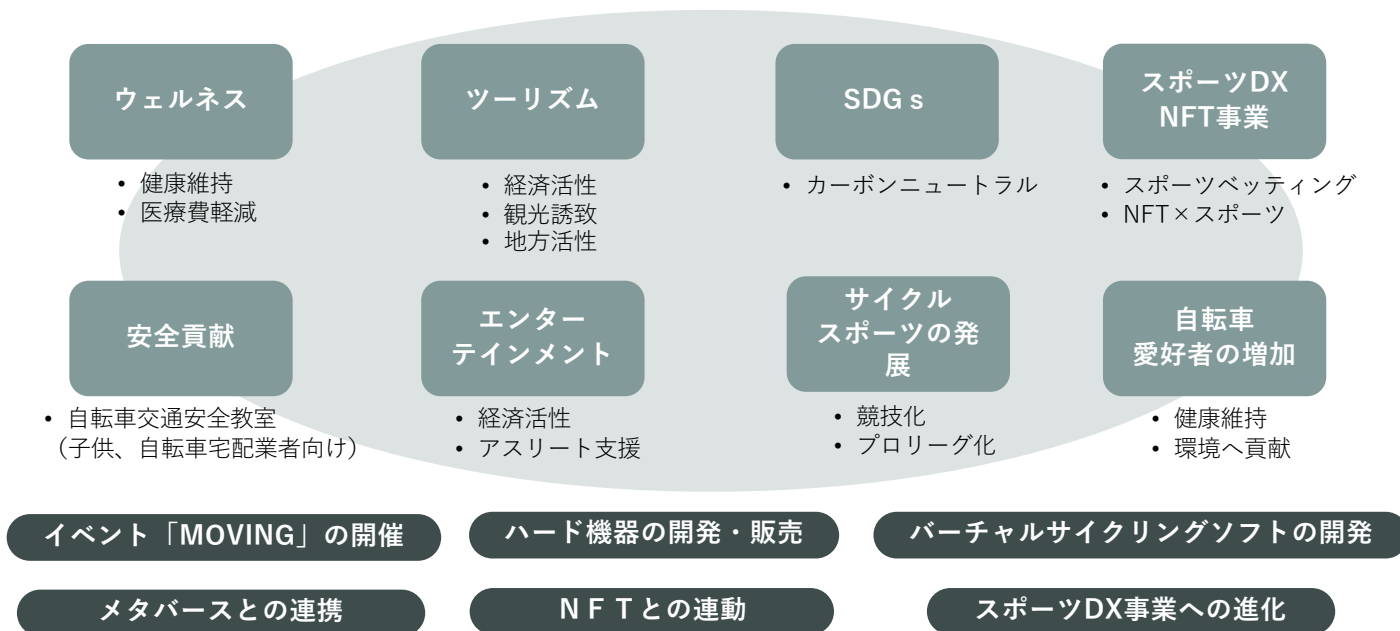 ウェルネス
• 健康維持
• 医療費軽減
ツーリズム
• 経済活性
• 観光誘致
• 地方活性
SDGｓ
• カーボンニュートラル
スポーツDX
NFT事業
• スポーツベッティング
• NFT×スポーツ
安全貢献
• 自転車交通安全教室
（子供、自転車宅配業者向け）
エンター
テインメント
• 経済活性
• アスリート支援
サイクル
スポーツの発
展
• 競技化
• プロリーグ化
自転車
愛好者の増加
• 健康維持
• 環境へ貢献
イベント「MOVING」の開催
ハード機器の開発・販売
バーチャルサイクリングソフトの開発
メタバースとの連携
ＮＦＴとの連動
スポーツDX事業への進化